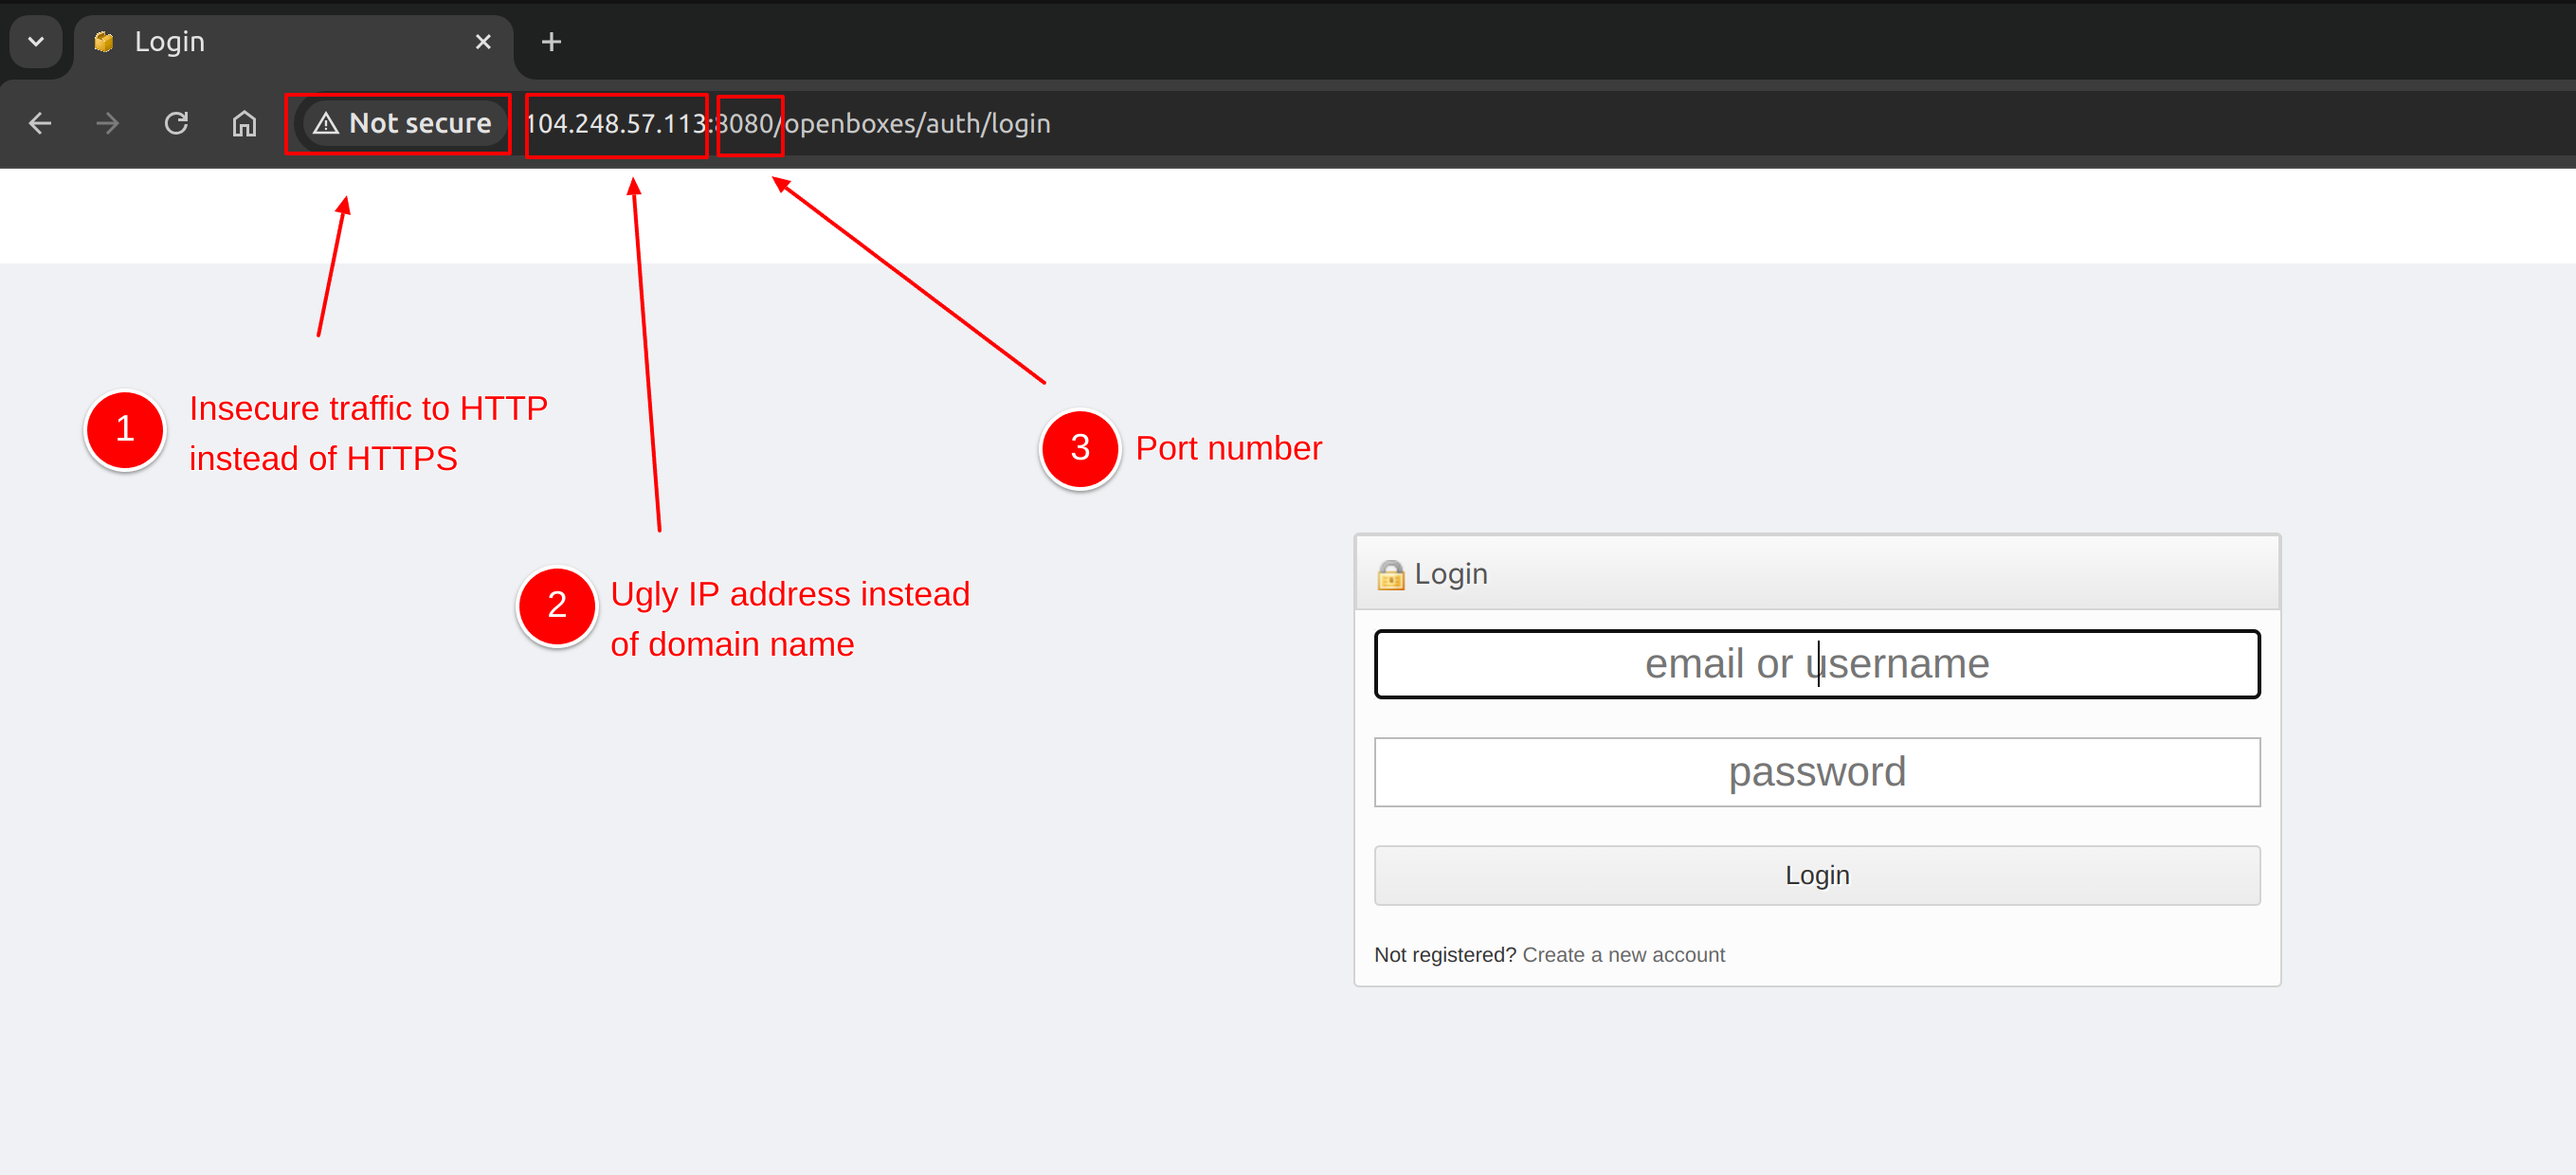 Login
Not secure 104.248.57.113:8080/openboxes/auth/login
1 Insecure traffic to HTTP
instead of HTTPS
3 Port number
2 Ugly IP address instead
of domain name
Login
email or username
password
Login
Not registered? Create a new account